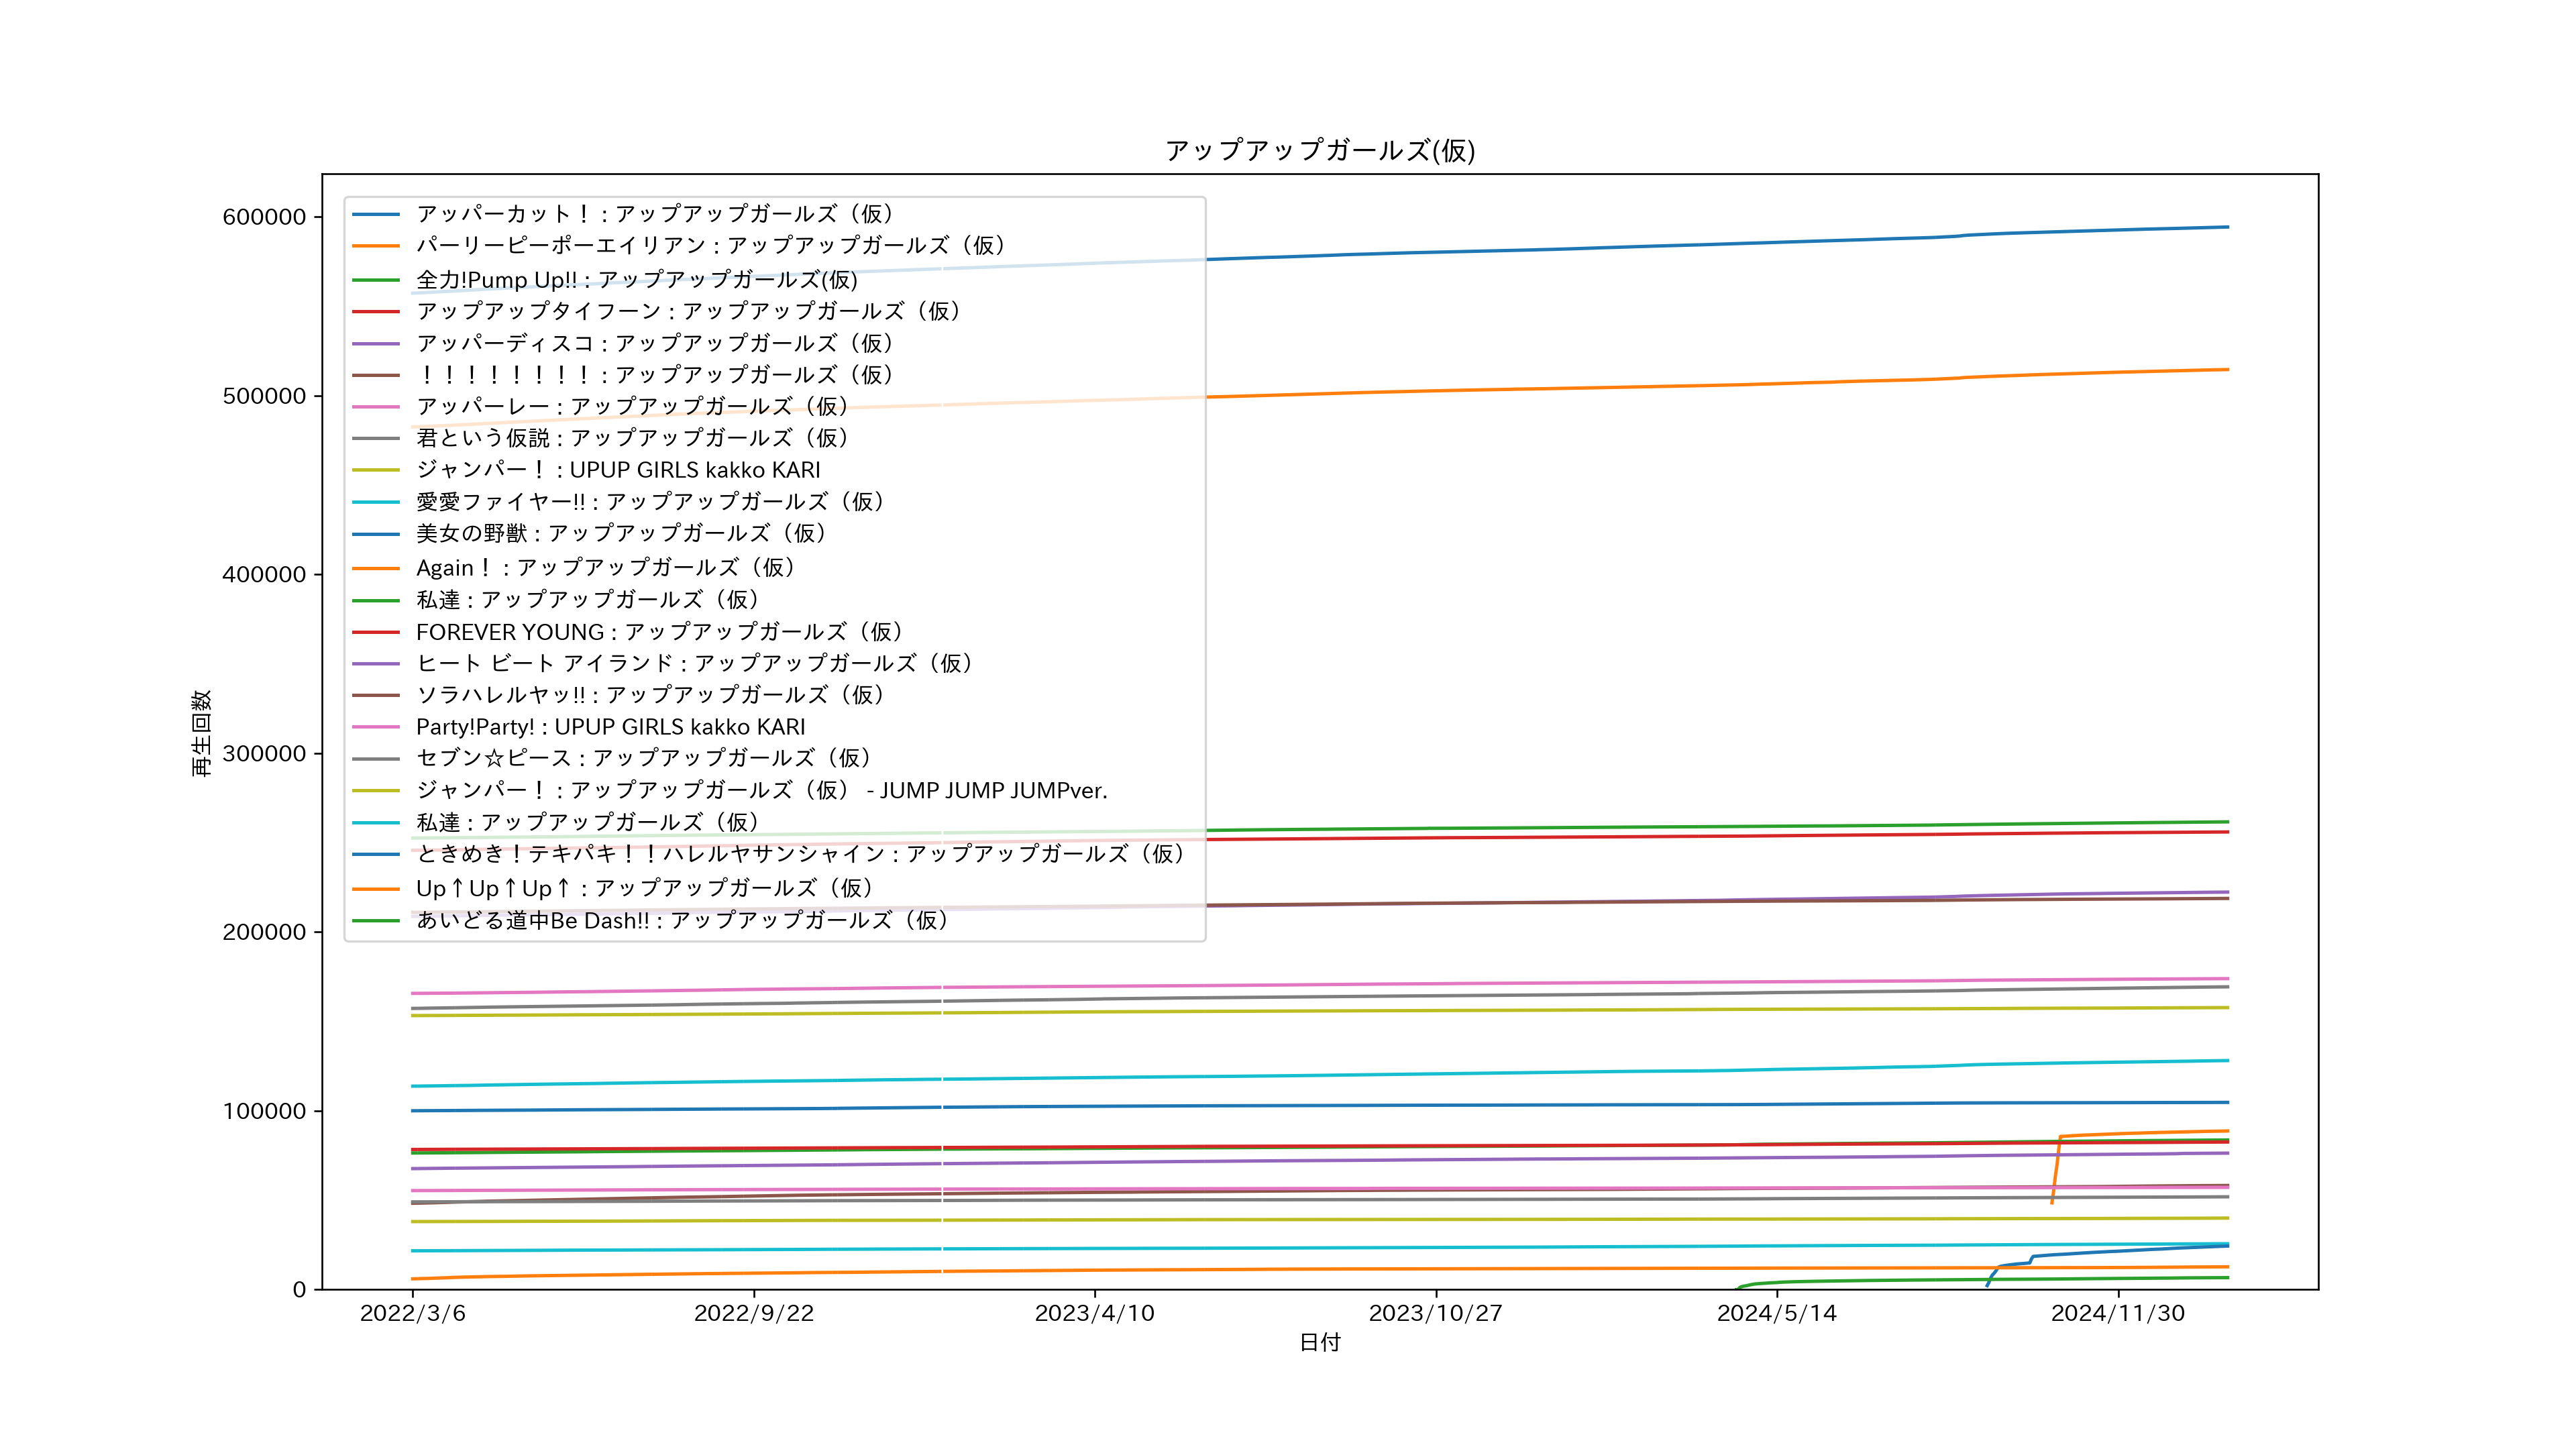 アップアップガールズ(仮)
アッパーカット！ : アップアップガールズ（仮）
パーリーピーポーエイリアン : アップアップガールズ（仮）
全力!Pump Up!! : アップアップガールズ(仮)
アップアップタイフーン : アップアップガールズ（仮）
アッパーディスコ : アップアップガールズ（仮）
！！！！！！！！ : アップアップガールズ（仮）
アッパーレー : アップアップガールズ（仮）
君という仮説 : アップアップガールズ（仮）
ジャンパー！ : UPUP GIRLS kakko KARI
愛愛ファイヤー!! : アップアップガールズ（仮）
美女の野獣 : アップアップガールズ（仮）
Again！ : アップアップガールズ（仮）
私達 : アップアップガールズ（仮）
FOREVER YOUNG : アップアップガールズ（仮）
ヒート ビート アイランド : アップアップガールズ（仮）
ソラハレルヤッ!! : アップアップガールズ（仮）
Party!Party! : UPUP GIRLS kakko KARI
セブン☆ピース : アップアップガールズ（仮）
ジャンパー！ : アップアップガールズ（仮） - JUMP JUMP JUMPver.
私達 : アップアップガールズ（仮）
ときめき！テキパキ！！ハレルヤサンシャイン : アップアップガールズ（仮）
Up↑Up↑Up↑ : アップアップガールズ（仮）
あいどる道中Be Dash!! : アップアップガールズ（仮）
再生回数
600000
500000
400000
300000
200000
100000
0
2022/3/6
2022/9/22
2023/4/10
2023/10/27
2024/5/14
2024/11/30
日付